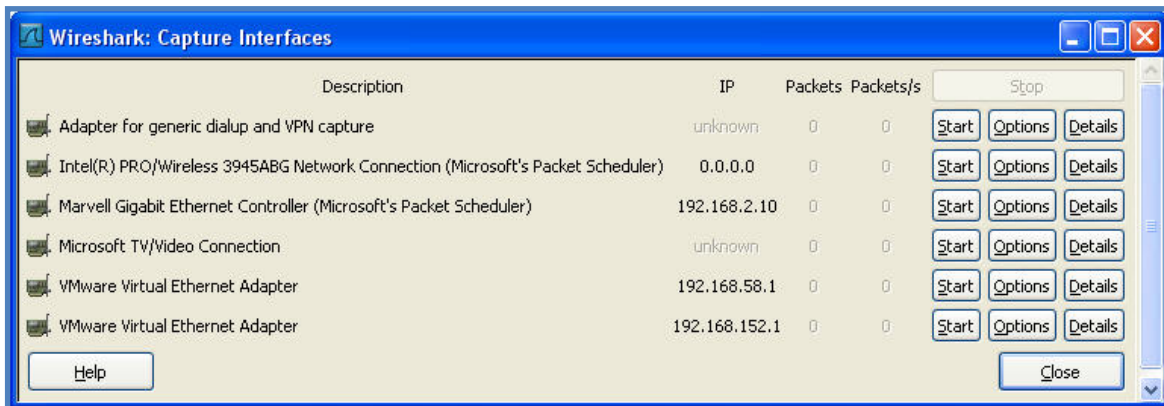 Wireshark: Capture Interfaces
Description IP Packets Packets/s Stop
Adapter for generic dialup and VPN capture unknown 0 0 Start Options Details
Intel(R) PRO/Wireless 3945ABG Network Connection (Microsoft's Packet Scheduler) 0.0.0.0 0 0 Start Options Details
Marvell Gigabit Ethernet Controller (Microsoft's Packet Scheduler) 192.168.2.10 0 0 Start Options Details
Microsoft TV/Video Connection unknown 0 0 Start Options Details
VMware Virtual Ethernet Adapter 192.168.58.1 0 0 Start Options Details
VMware Virtual Ethernet Adapter 192.168.152.1 0 0 Start Options Details
Help Close